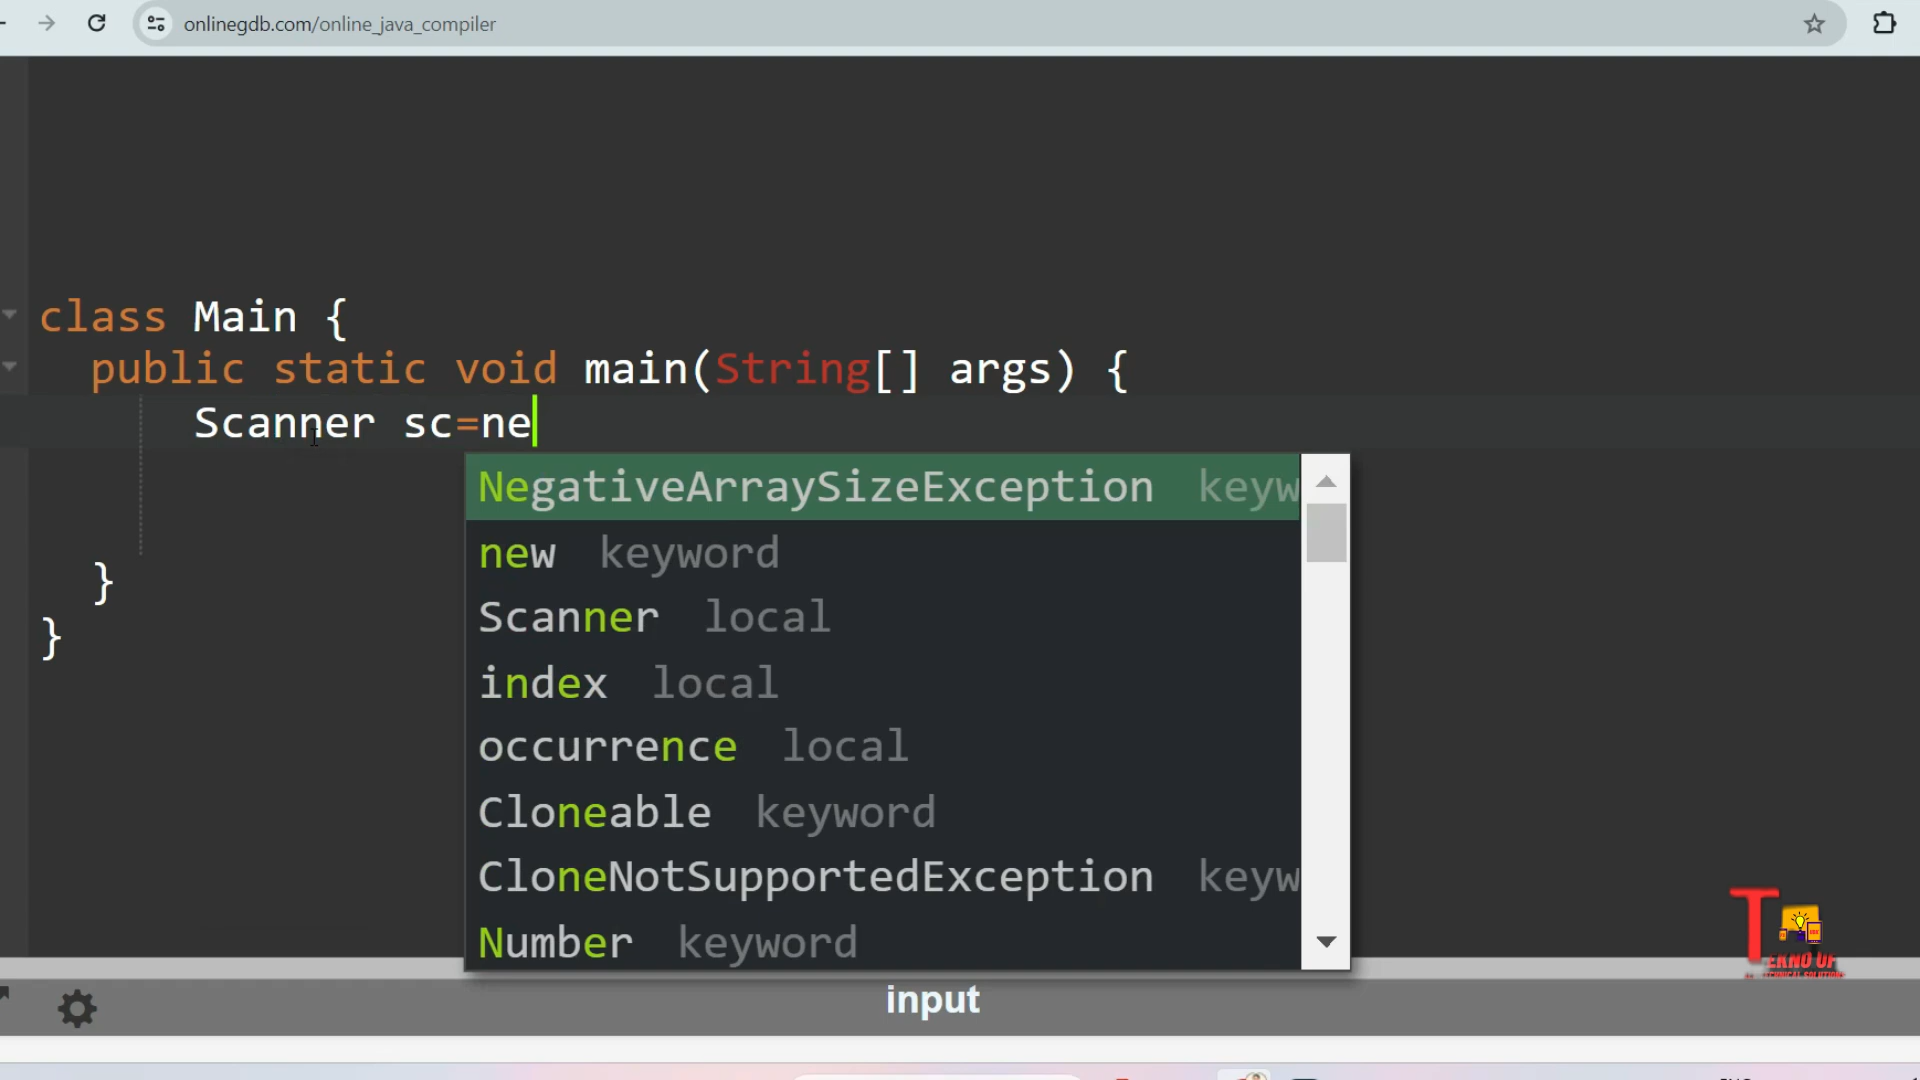 onlinegdb.com/online_java_compiler
class Main {
public static void main(String[] args) {
Scanner sc=ne
NegativeArraySizeException keyw
new keyword
Scanner local
index local
occurrence local
Cloneable keyword
CloneNotSupportedException keyw
Number keyword
}
}
input